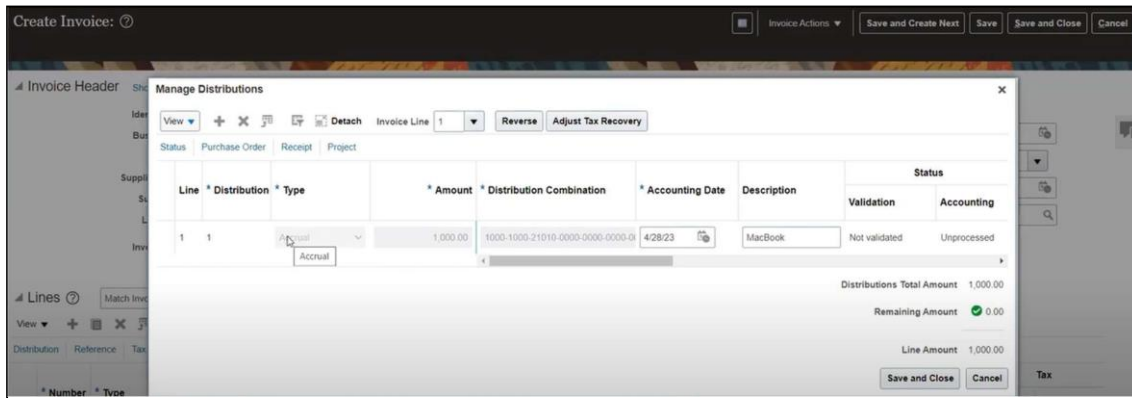 Create Invoice:
Invoice Actions Save and Create Next Save Save and Close Cancel
Invoice Header
Manage Distributions
View Detach Invoice Line 1 Reverse Adjust Tax Recovery
Status Purchase Order Receipt Project
Status
Line * Distribution * Type * Amount * Distribution Combination * Accounting Date Description
Validation Accounting
1 1 Accrual 1,000.00 1000-1000-21010-0000-0000-0000- 4/28/23 MacBook Not validated Unprocessed
Accrual
Distributions Total Amount 1,000.00
Lines Match
Remaining Amount 0.00
View
Distribution Reference Tax
Line Amount 1,000.00
Save and Close Cancel
Tax
* Number * Type